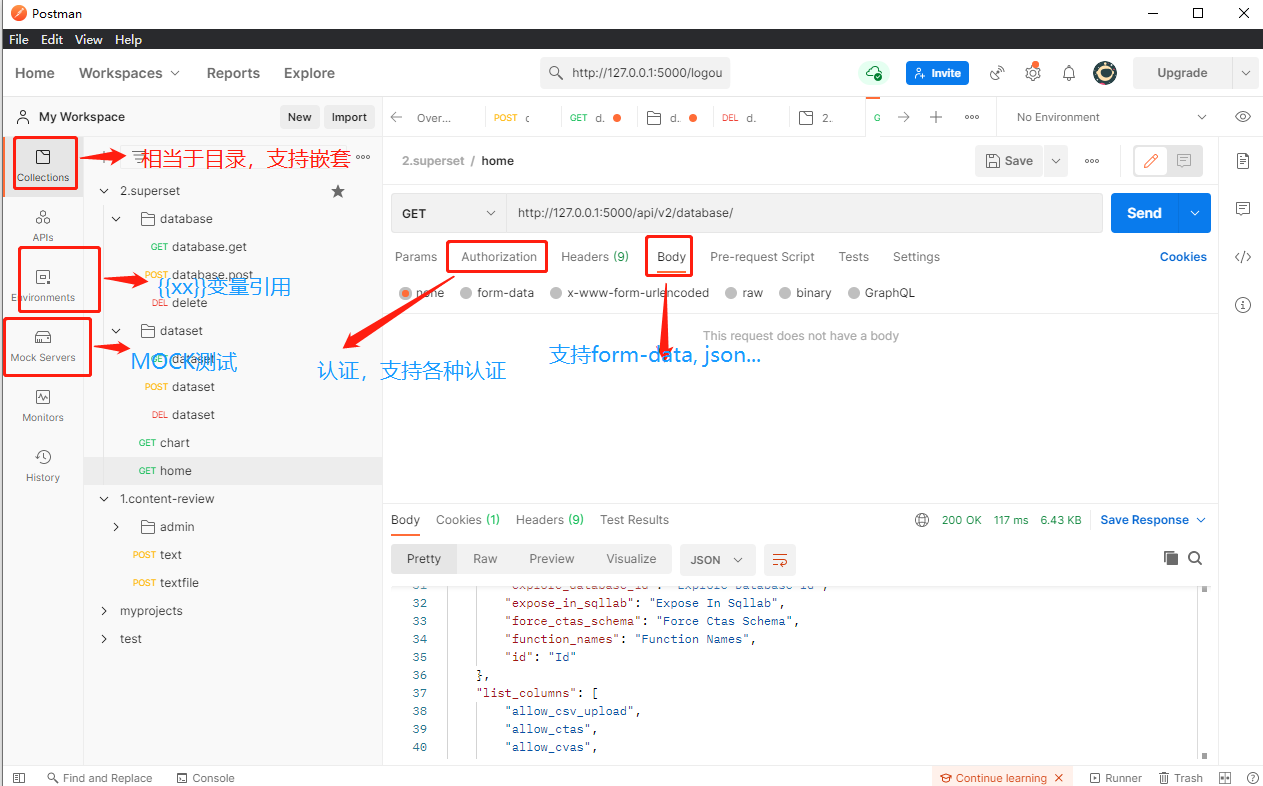 Postman
File Edit View Help
Home Workspaces Reports Explore http://127.0.0.1:5000/logou Invite Upgrade
My Workspace New Import Over... POST GET d. d.. DEL d. 2.. G No Environment
Collections
相当于目录，支持嵌套
2.superset / home Save
2.superset
GET http://127.0.0.1:5000/api/v2/database/ Send
APIs
database
GET database.get
Params Authorization Headers (9) Body Pre-request Script Tests Settings Cookies
Environments
POST database.post
{{xx}}变量引用
DEL delete
none form-data x-www-form-urlencoded raw binary GraphQL
This request does not have a body
Mock Servers
dataset
MOCK测试
GET dataset
认证，支持各种认证
支持form-data, json...
POST dataset
Monitors
DEL dataset
GET chart
History
GET home
1.content-review
admin
POST text
POST textfile
myprojects
test
Body Cookies (1) Headers (9) Test Results 200 OK 117 ms 6.43 KB Save Response
Pretty Raw Preview Visualize JSON
31 "explore_database_id": "Explore Database Id",
32 "expose_in_sqllab": "Expose In Sqllab",
33 "force_ctas_schema": "Force Ctas Schema",
34 "function_names": "Function Names",
35 "id": "Id"
36 },
37 "list_columns": [
38 "allow_csv_upload",
39 "allow_ctas",
40 "allow_cvas",
Find and Replace Console Continue learning Runner Trash